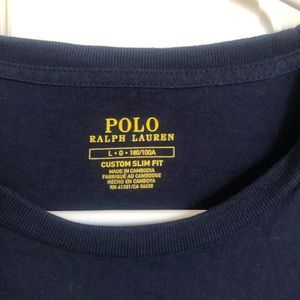 POLO
RALPH LAUREN
L • G • 180/100A
CUSTOM SLIM FIT
MADE IN CAMBODIA
FABRIQUÉ AU CAMBODGE
HECHO EN CAMBOYA
RN 41381/CA 56658